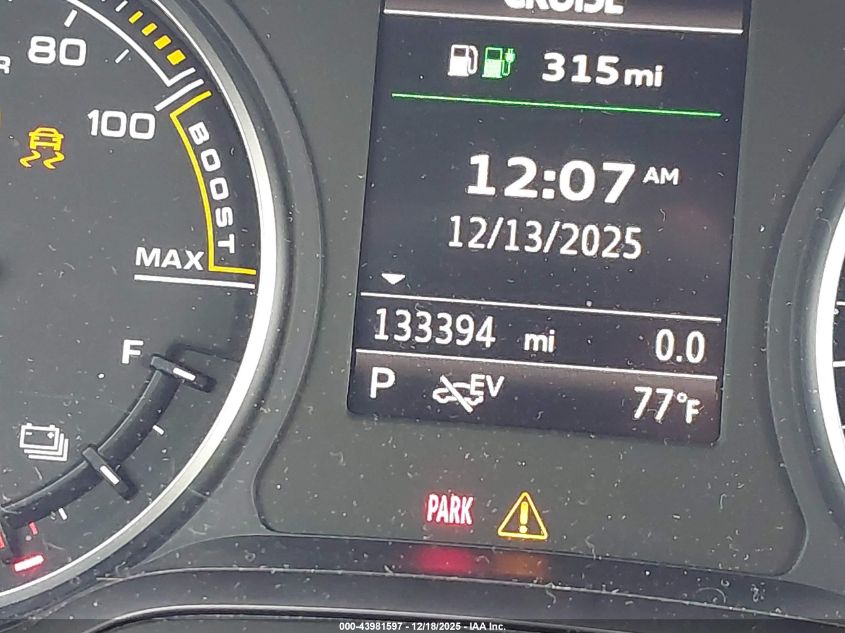 CRUISE
315mi
12:07 AM
12/13/2025
133394 mi 0.0
P EV 77°F
80
100
BOOST
MAX
F
PARK
000-43981597 - 12/18/2025 - IAA Inc.